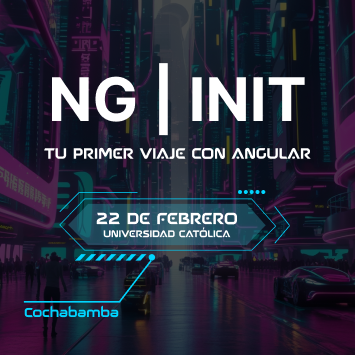 NG | INIT
TU PRIMER VIAJE CON ANGULAR
22 DE FEBRERO
UNIVERSIDAD CATÓLICA
Cochabamba